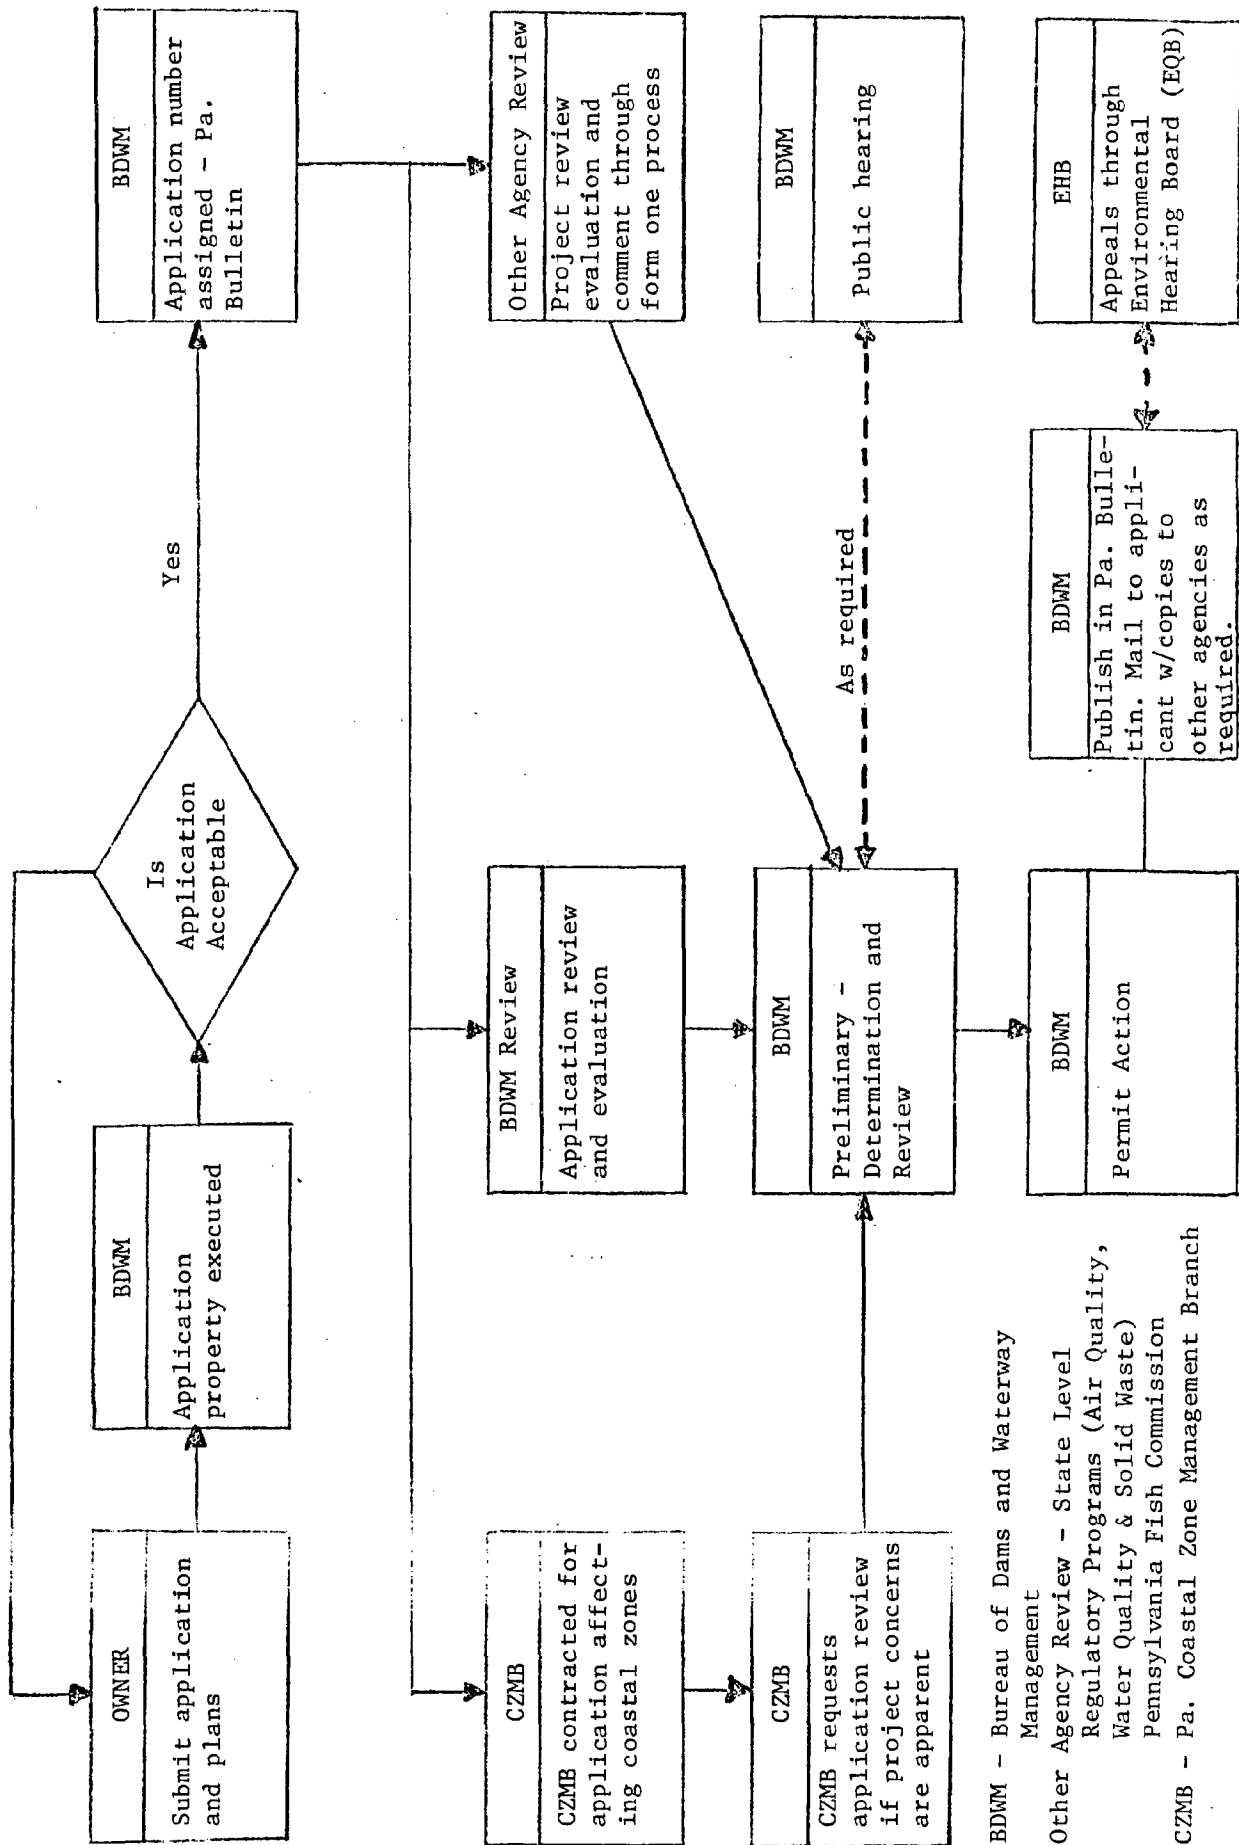 OWNER
Submit application
and plans
BDWM
Application
property executed
Is
Application
Acceptable
Yes
BDWM
Application number
assigned - Pa.
Bulletin
CZMB
CZMB contracted for
application affect-
ing coastal zones
BDWM Review
Application review
and evaluation
Other Agency Review
Project review
evaluation and
comment through
form one process
CZMB
CZMB requests
application review
if project concerns
are apparent
BDWM
Preliminary -
Determination and
Review
As required
BDWM
Public hearing
BDWM
Permit Action
BDWM
Publish in Pa. Bulle-
tin. Mail to appli-
cant w/copies to
other agencies as
required.
EHB
Appeals through
Environmental
Hearing Board (EQB)
BDWM - Bureau of Dams and Waterway
Management
Other Agency Review - State Level
Regulatory Programs (Air Quality,
Water Quality & Solid Waste)
Pennsylvania Fish Commission
CZMB - Pa. Coastal Zone Management Branch